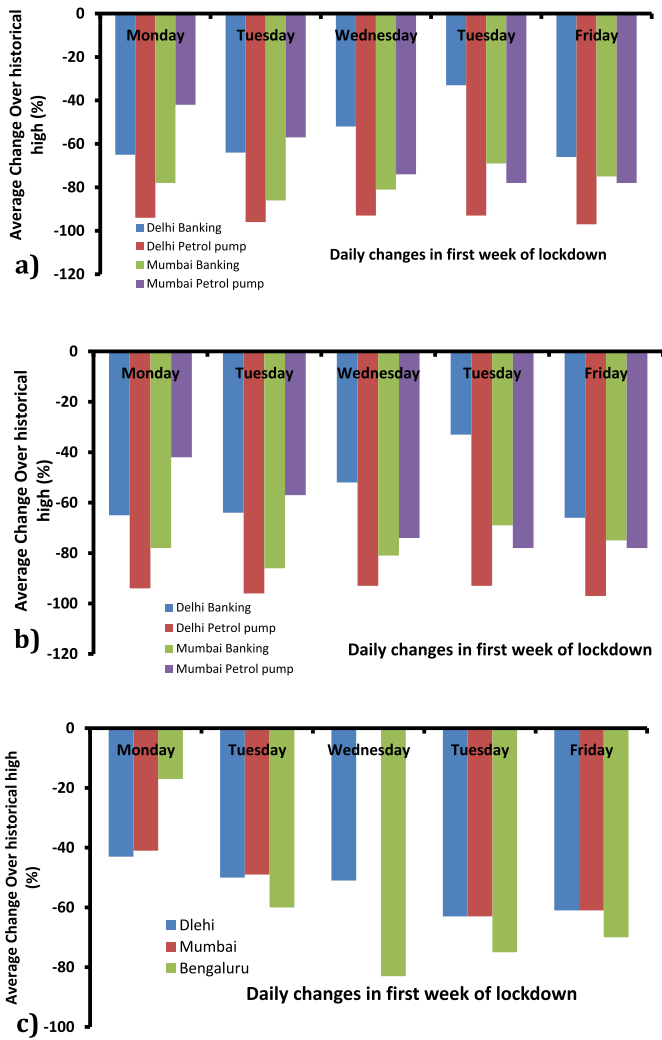 0
-20
-40
-60
-80
-100
-120
Average Change Over historical
high (%)
Monday Tuesday Wednesday Tuesday Friday
Delhi Banking
Delhi Petrol pump
Mumbai Banking
Mumbai Petrol pump
Daily changes in first week of lockdown
a)
0
-20
-40
-60
-80
-100
-120
Average Change Over historical
high (%)
Monday Tuesday Wednesday Tuesday Friday
Delhi Banking
Delhi Petrol pump
Mumbai Banking
Mumbai Petrol pump
Daily changes in first week of lockdown
b)
0
-20
-40
-60
-80
-100
Average Change Over historical high
(%)
Monday Tuesday Wednesday Tuesday Friday
Dlehi
Mumbai
Bengaluru
Daily changes in first week of lockdown
c)